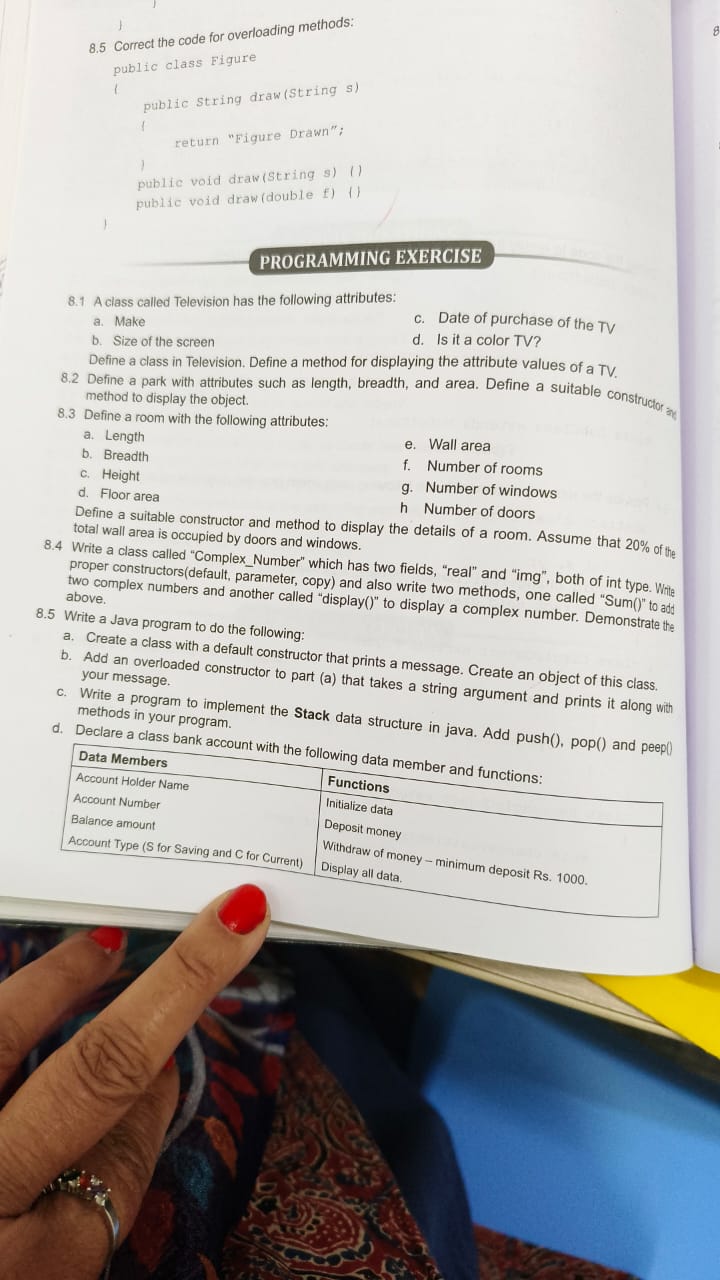 }
}
8.5 Correct the code for overloading methods:
public class Figure
{
public String draw(String s)
{
return "Figure Drawn";
}
public void draw(String s) {}
public void draw(double f) {}
}
PROGRAMMING EXERCISE
8.1 A class called Television has the following attributes:
a. Make
b. Size of the screen
c. Date of purchase of the TV
d. Is it a color TV?
Define a class in Television. Define a method for displaying the attribute values of a TV.
8.2 Define a park with attributes such as length, breadth, and area. Define a suitable constructor and
method to display the object.
8.3 Define a room with the following attributes:
a. Length
b. Breadth
c. Height
d. Floor area
e. Wall area
f. Number of rooms
g. Number of windows
h Number of doors
Define a suitable constructor and method to display the details of a room. Assume that 20% of the
total wall area is occupied by doors and windows.
8.4 Write a class called "Complex_Number" which has two fields, "real" and "img", both of int type. Write
proper constructors(default, parameter, copy) and also write two methods, one called "Sum()" to add
two complex numbers and another called "display()" to display a complex number. Demonstrate the
above.
8.5 Write a Java program to do the following:
a. Create a class with a default constructor that prints a message. Create an object of this class.
b. Add an overloaded constructor to part (a) that takes a string argument and prints it along with
your message.
c. Write a program to implement the Stack data structure in java. Add push(), pop() and peep()
methods in your program.
d. Declare a class bank account with the following data member and functions:
Data Members
Account Holder Name
Account Number
Balance amount
Account Type (S for Saving and C for Current)
Functions
Initialize data
Deposit money
Withdraw of money – minimum deposit Rs. 1000.
Display all data.
8